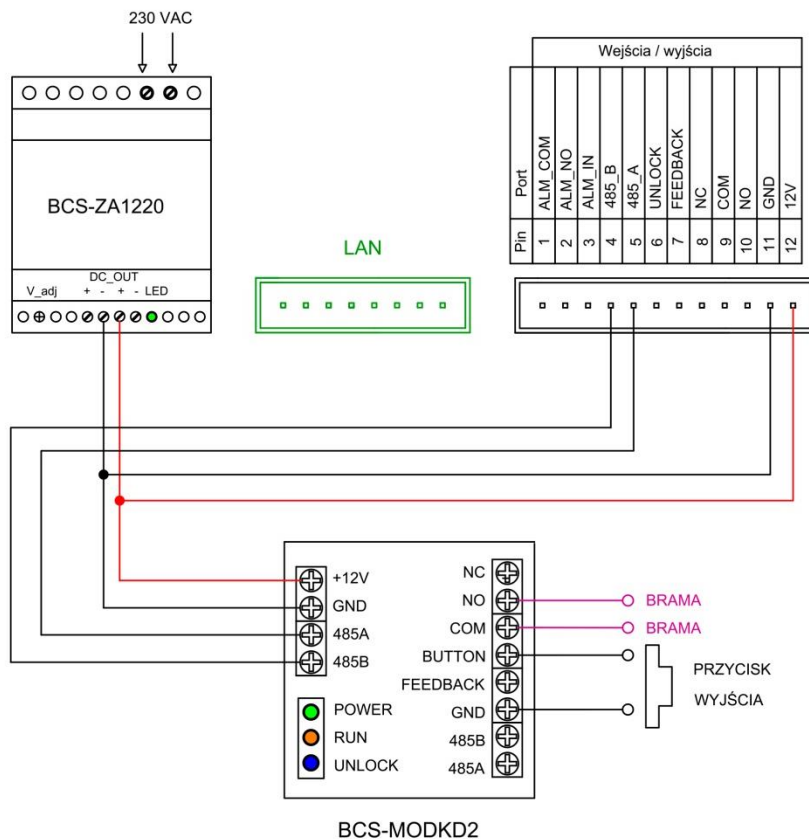 230 VAC
BCS-ZA1220
DC_OUT
V_adj + - + - LED
LAN
Wejścia / wyjścia
Port ALM_COM ALM_NO ALM_IN 485_B 485_A UNLOCK FEEDBACK NC COM NO GND 12V
Pin 1 2 3 4 5 6 7 8 9 10 11 12
+12V
GND
485A
485B
POWER
RUN
UNLOCK
NC
NO
COM
BUTTON
FEEDBACK
GND
485B
485A
BRAMA
BRAMA
PRZYCISK
WYJŚCIA
BCS-MODKD2